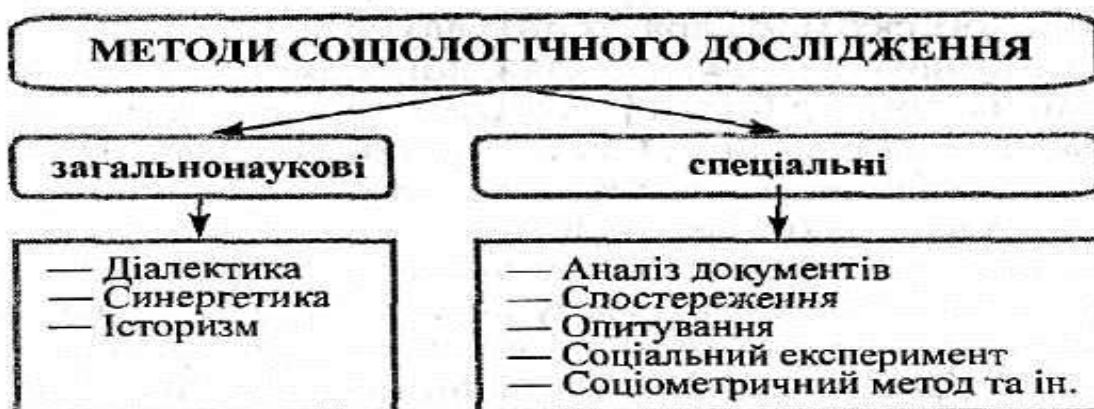 МЕТОДИ СОЦІОЛОГІЧНОГО ДОСЛІДЖЕННЯ
загальнонаукові
спеціальні
— Діалектика
— Синергетика
— Історизм
— Аналіз документів
— Спостереження
— Опитування
— Соціальний експеримент
— Соціометричний метод та ін.